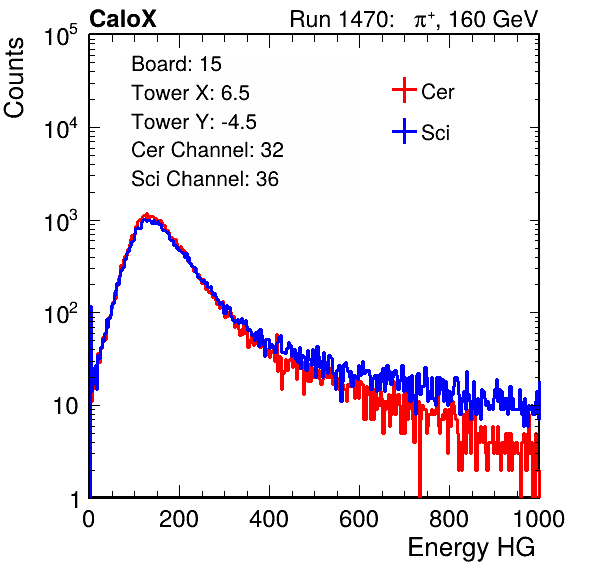 CaloX Run 1470: π⁺, 160 GeV
Counts
Board: 15
Tower X: 6.5
Tower Y: -4.5
Cer Channel: 32
Sci Channel: 36
Cer
Sci
10⁵
10⁴
10³
10²
10
1
0 200 400 600 800 1000
Energy HG